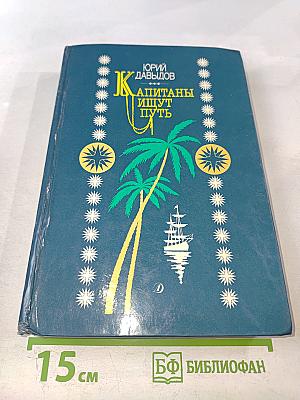 ЮРИЙ
ДАВЫДОВ
КАПИТАНЫ
ИЩУТ
ПУТЬ
Д
15 см
БФ БИБЛИОФАН